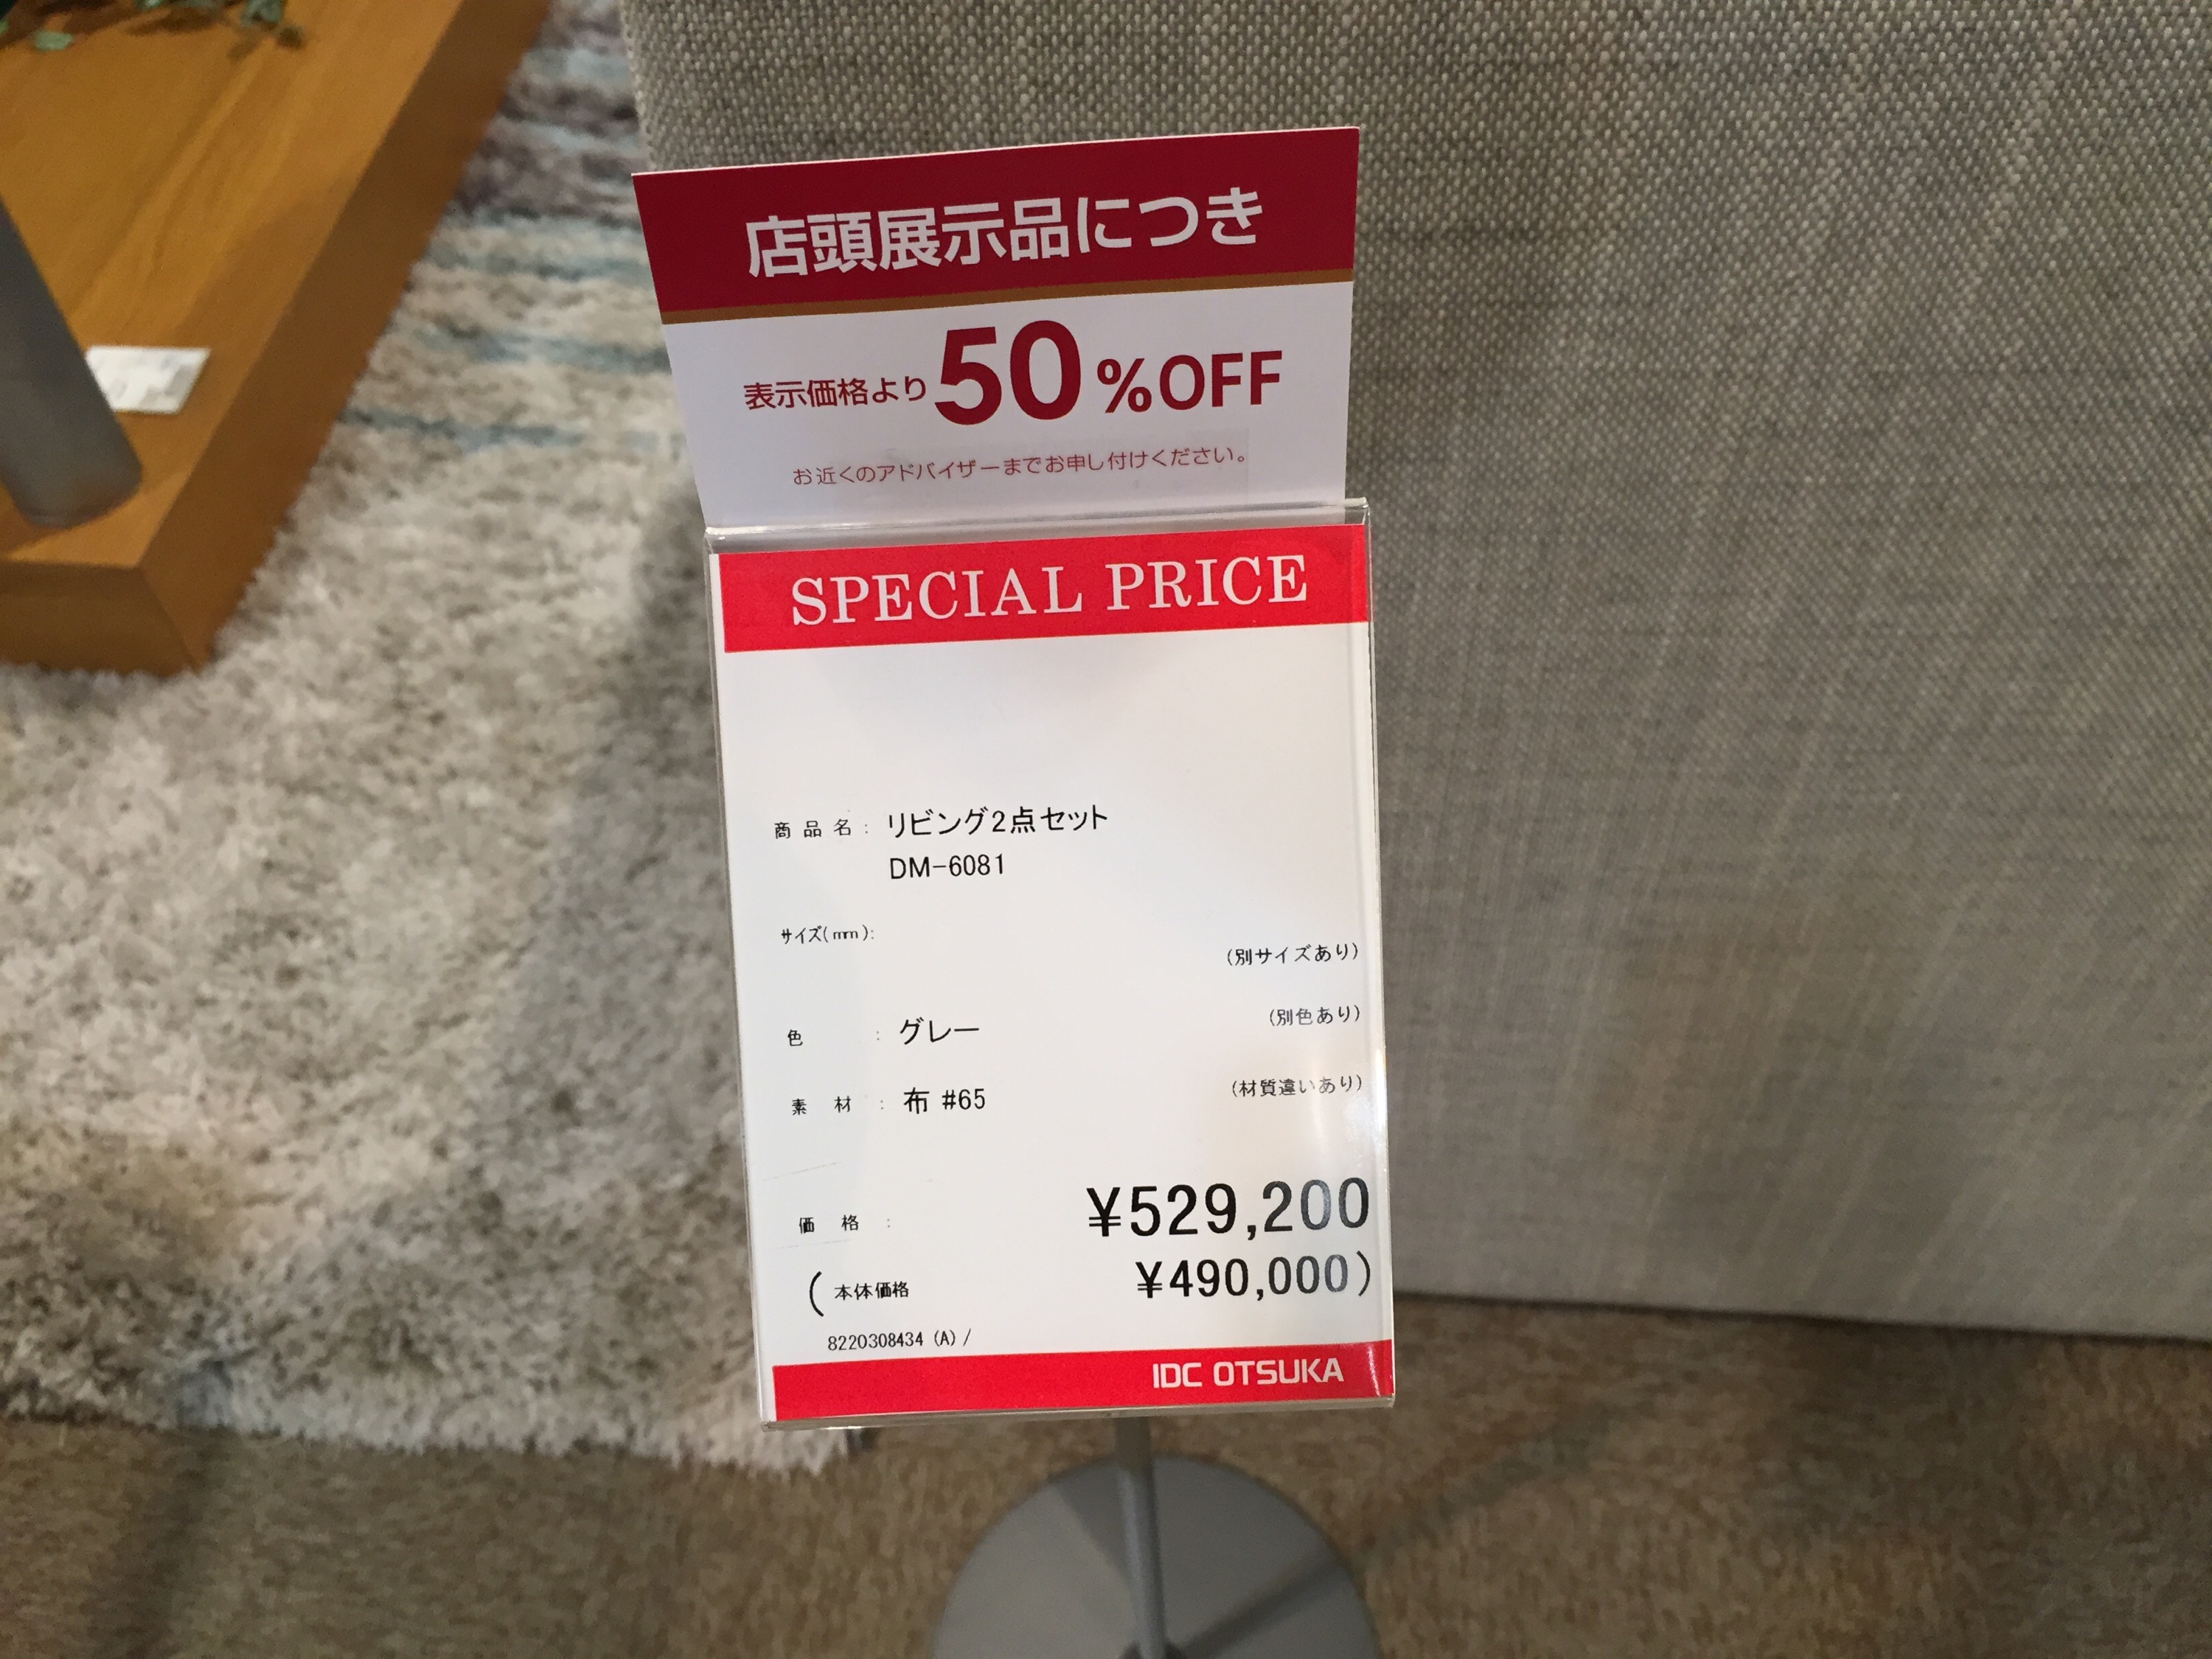 店頭展示品につき
表示価格より50%OFF
お近くのアドバイザーまでお申し付けください。
SPECIAL PRICE
商品名: リビング2点セット
DM-6081
サイズ(mm):
(別サイズあり)
色 : グレー (別色あり)
素材 : 布 #65 (材質違いあり)
価格 : ¥529,200
(本体価格 ¥490,000)
8220308434 (A) /
IDC OTSUKA